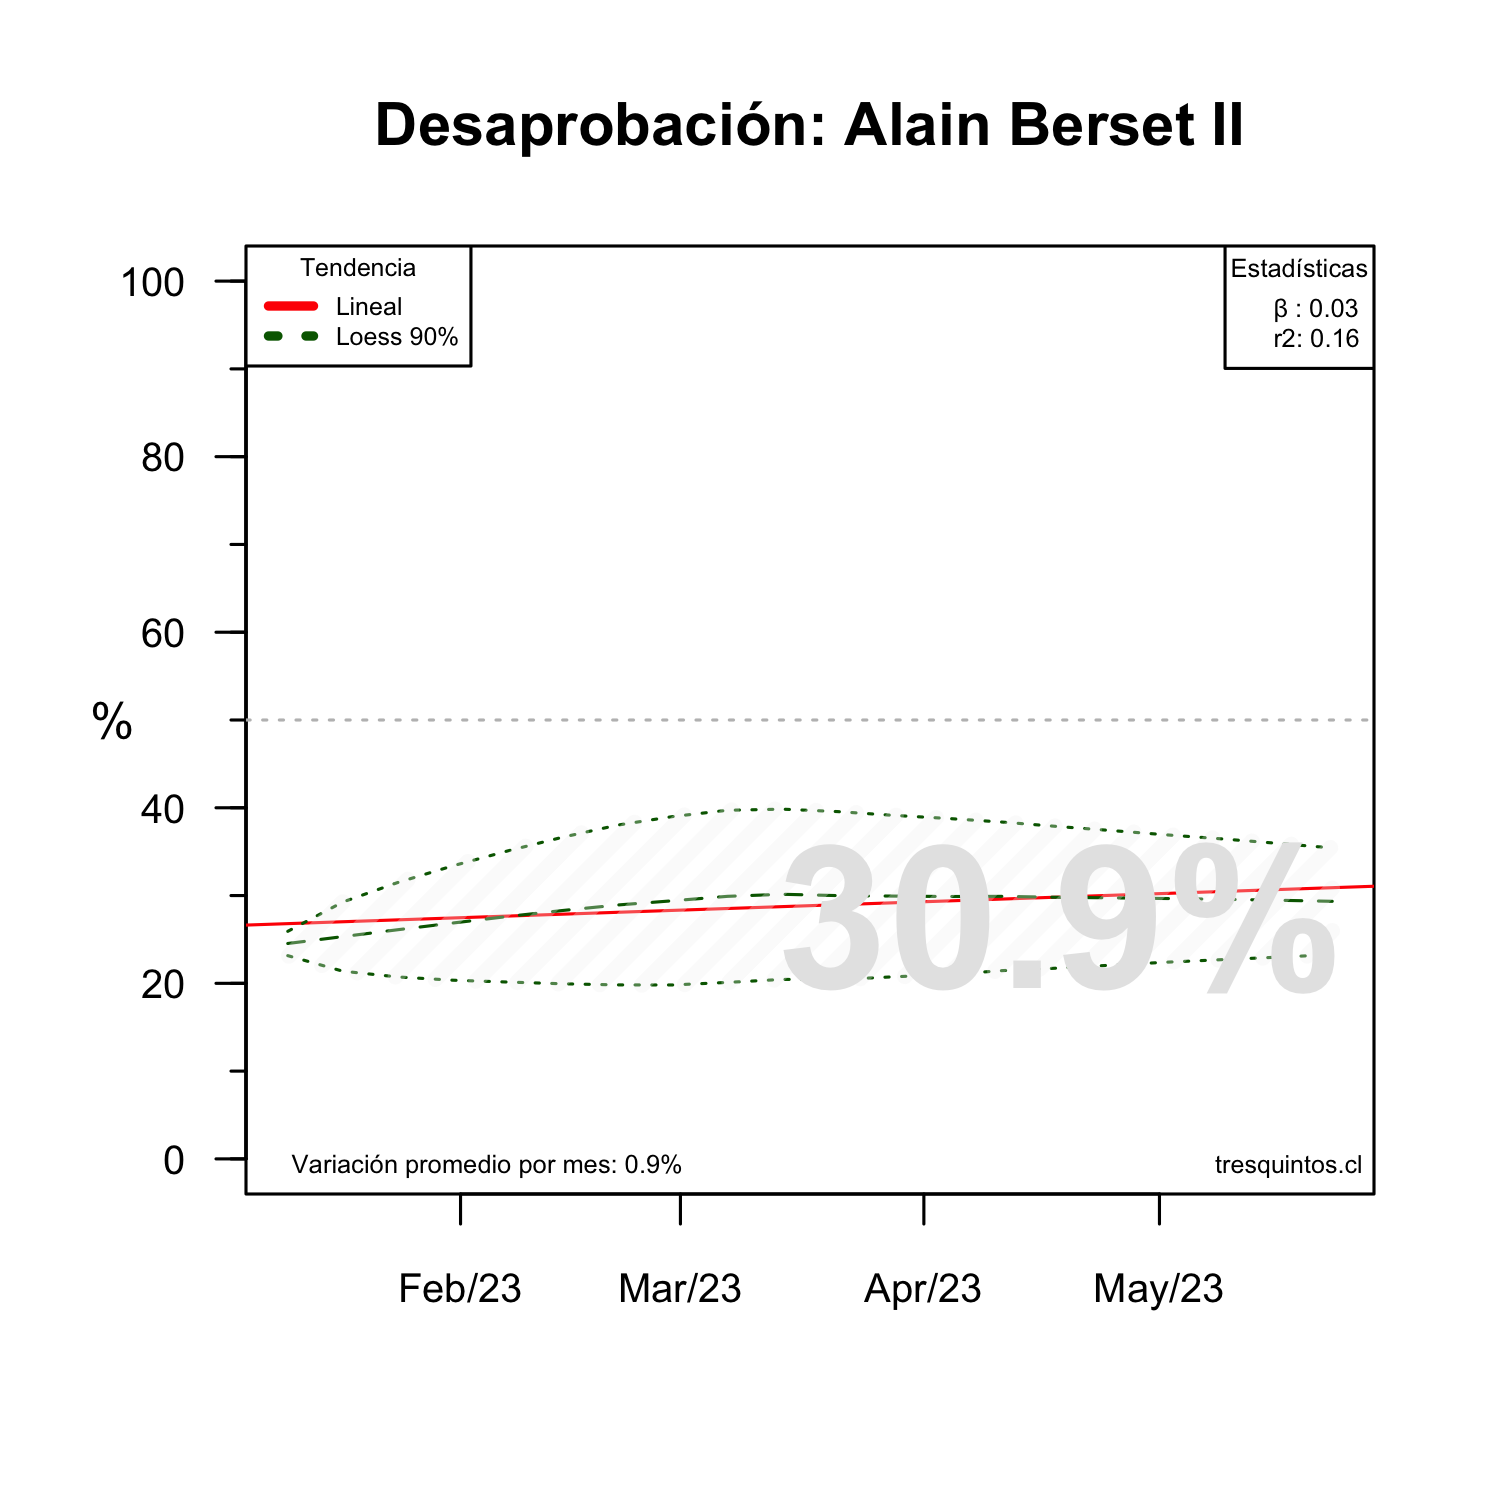 Desaprobación: Alain Berset II
Tendencia
Lineal
Loess 90%
Estadísticas
β : 0.03
r2: 0.16
100
80
60
%
40
20
0
30.9%
Variación promedio por mes: 0.9%
tresquintos.cl
Feb/23
Mar/23
Apr/23
May/23